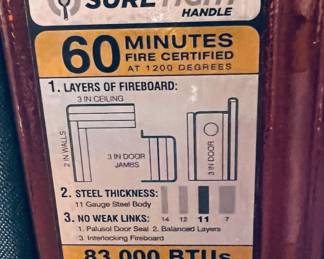 SURETIGHT
HANDLE
60 MINUTES
FIRE CERTIFIED
AT 1200 DEGREES
1. LAYERS OF FIREBOARD:
3 IN CEILING
2 IN WALLS
3 IN DOOR
JAMBS
3 IN DOOR
2. STEEL THICKNESS:
11 Gauge Steel Body
14 12 11 7
3. NO WEAK LINKS:
1. Palusol Door Seal 2. Balanced Layers
3. Interlocking Fireboard
83,000 BTUs